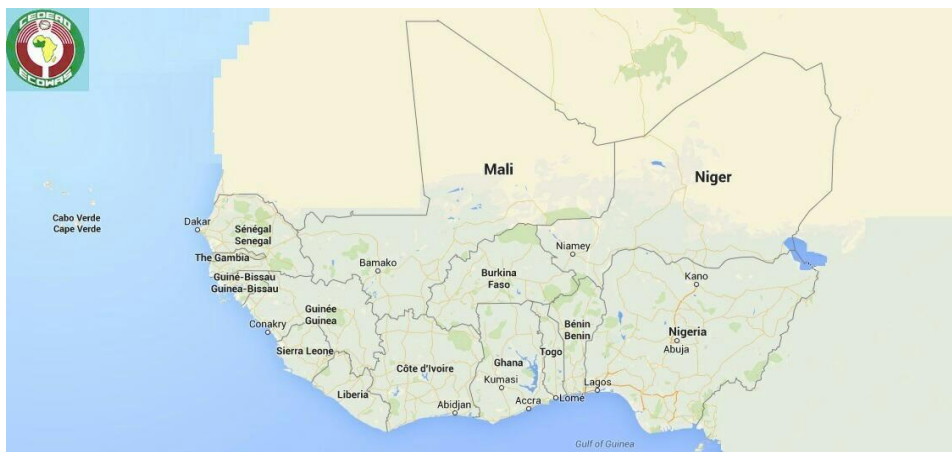 CEDEAO
ECOWAS
Mali
Niger
Cabo Verde
Cape Verde
Dakar
Sénégal
Senegal
The Gambia
Bamako
Niamey
Guiné-Bissau
Guinea-Bissau
Burkina
Faso
Kano
Guinée
Guinea
Conakry
Bénin
Benin
Nigeria
Abuja
Sierra Leone
Côte d'Ivoire
Ghana
Togo
Kumasi
Liberia
Lagos
Abidjan
Accra
Lomé
Gulf of Guinea